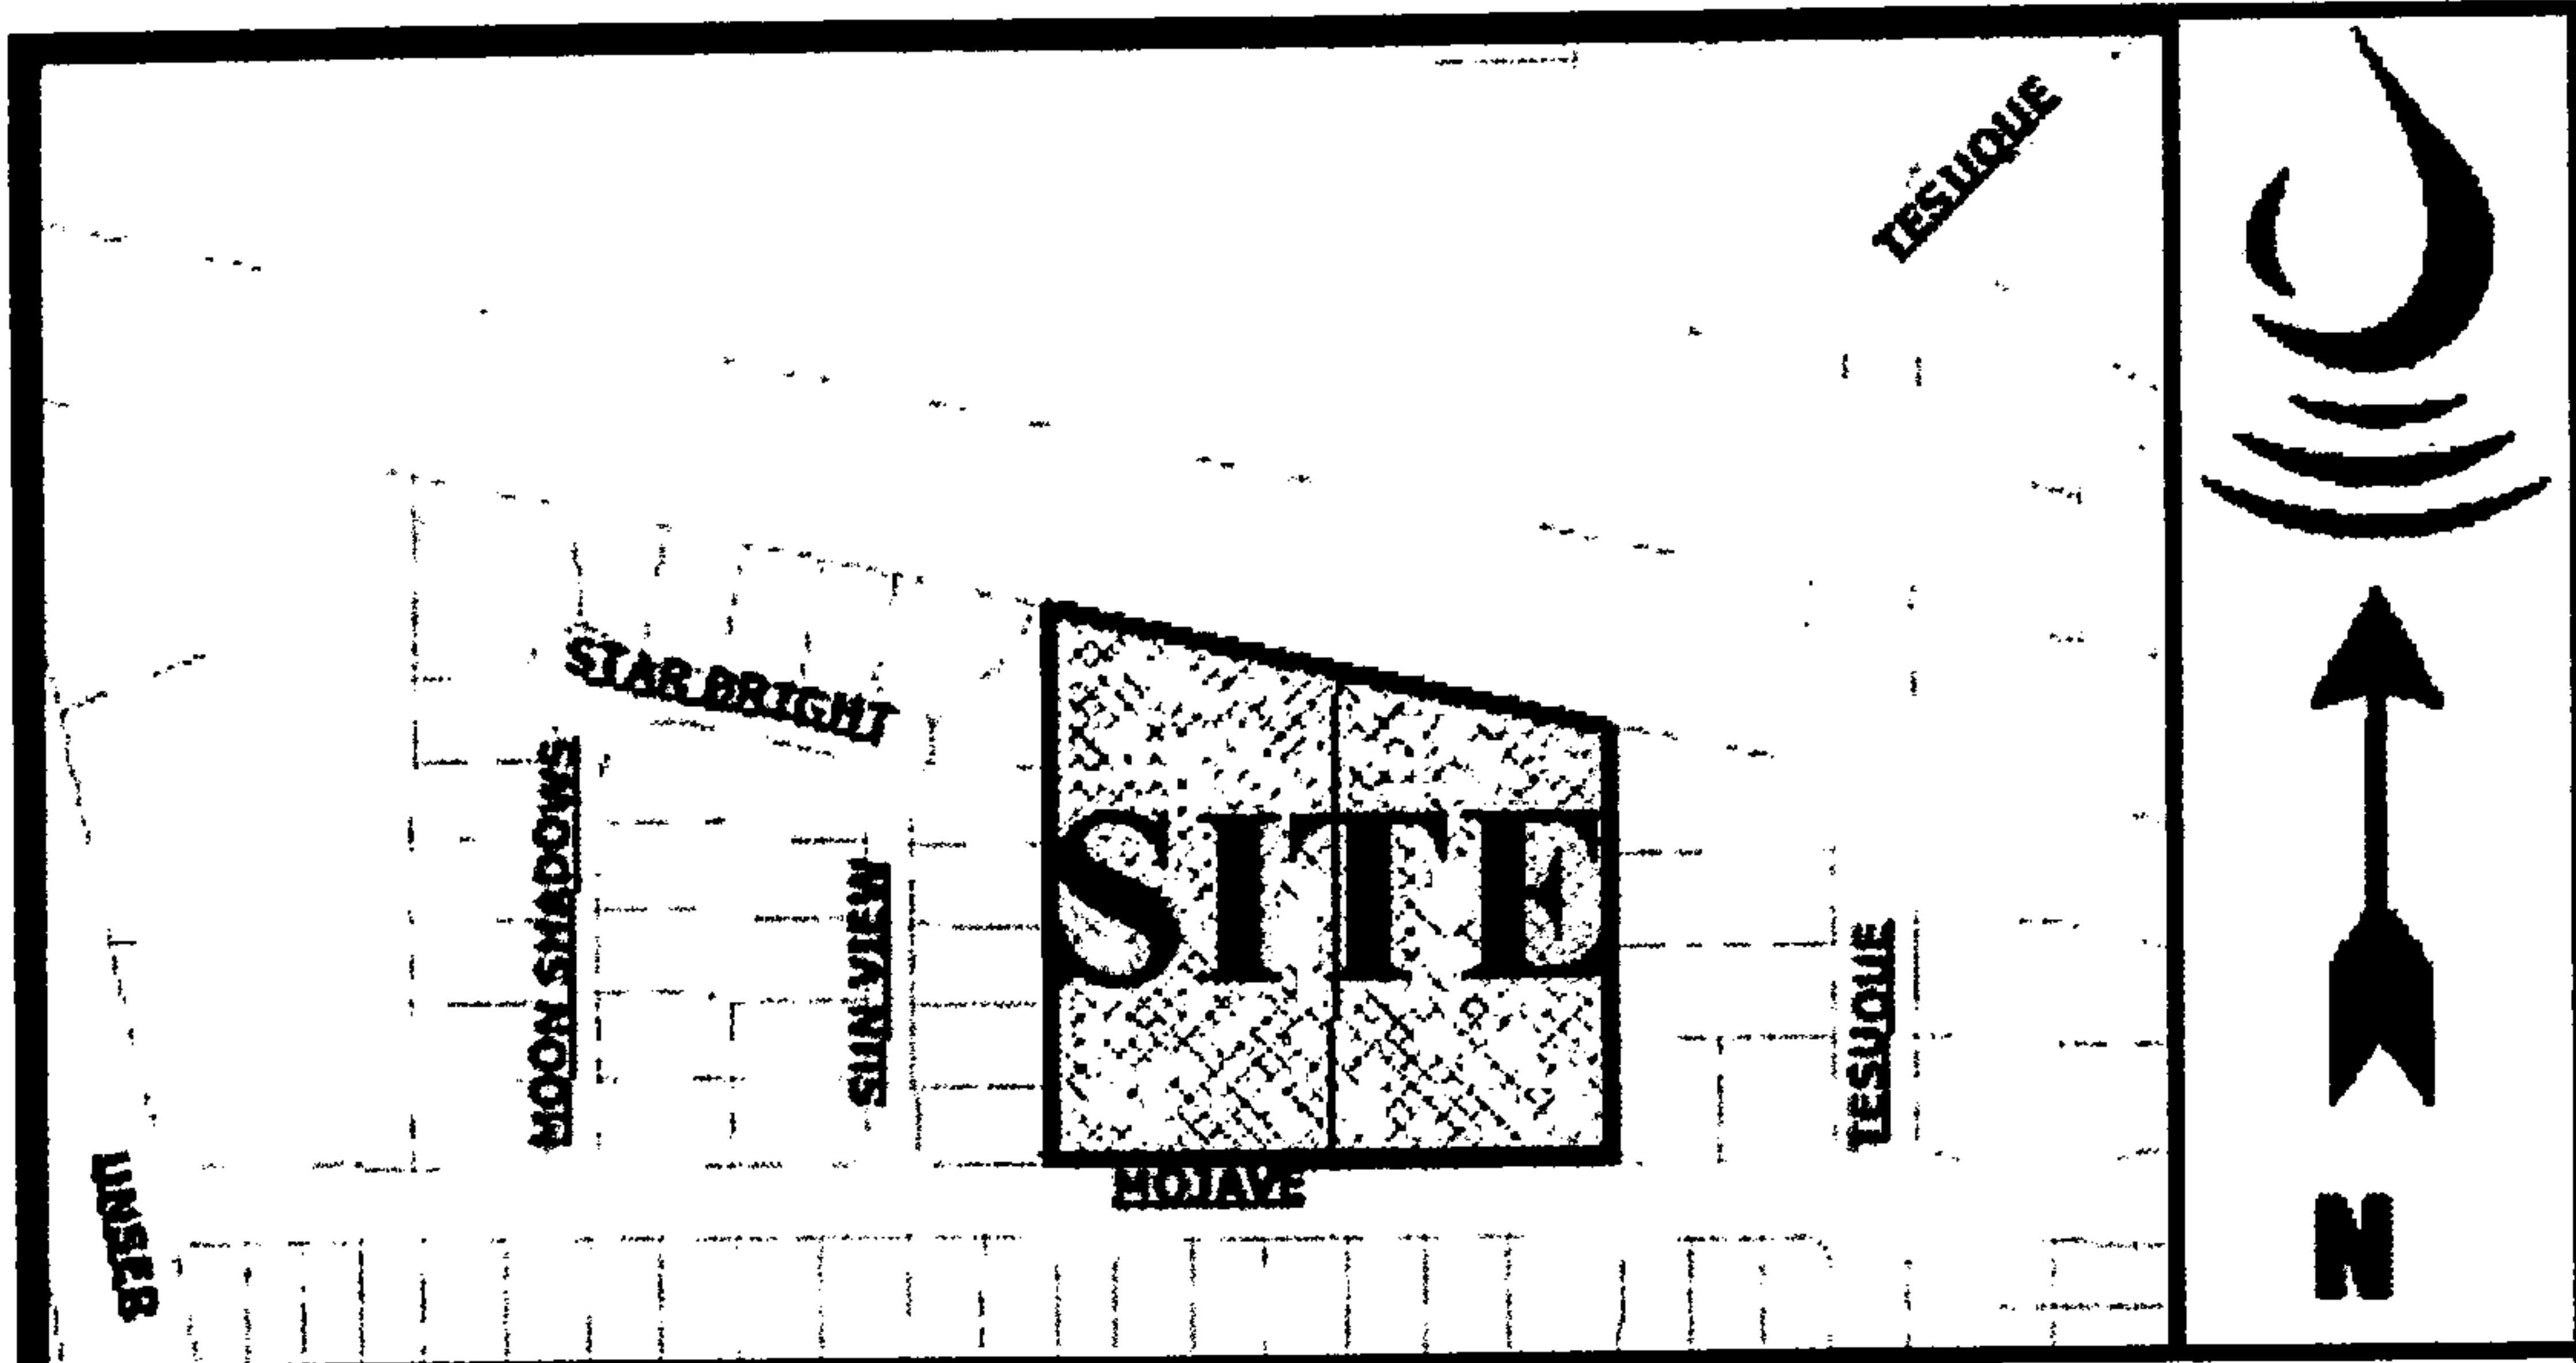 TESUQUE
STAR BRIGHT
MOON SHADOWS
SUN VIEW
SITE
TESUQUE
MOJAVE
UNSER
N